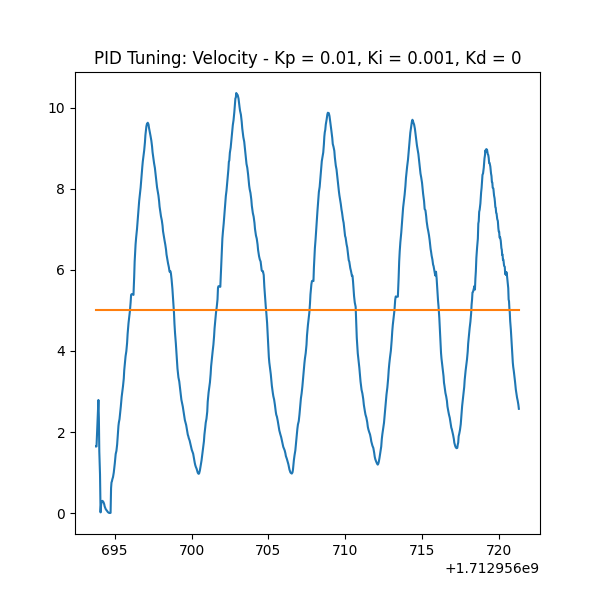 PID Tuning: Velocity - Kp = 0.01, Ki = 0.001, Kd = 0
10
8
6
4
2
0
695 700 705 710 715 720
+1.712956e9